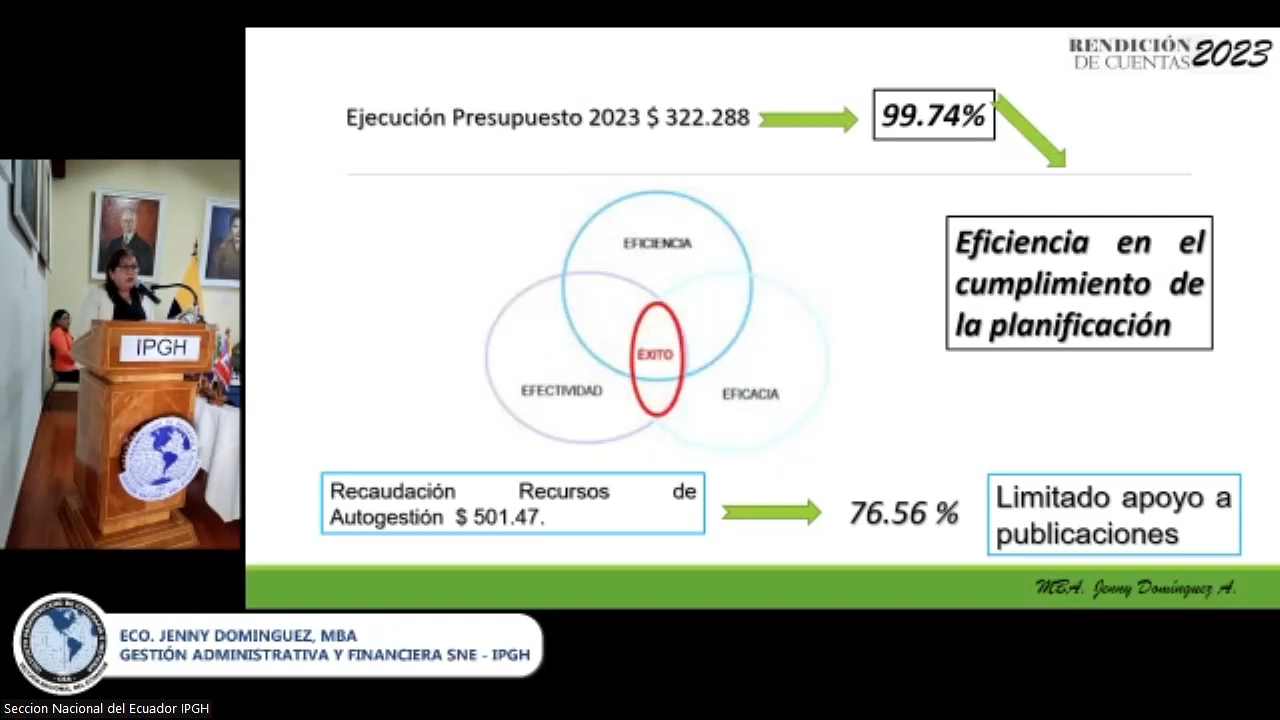 RENDICIÓN
DE CUENTAS 2023
Ejecución Presupuesto 2023 $ 322.288
99.74%
EFICIENCIA
Eficiencia en el
cumplimiento de
la planificación
ÉXITO
EFECTIVIDAD
EFICACIA
IPGH
Recaudación Recursos de
Autogestión $ 501.47.
76.56 %
Limitado apoyo a
publicaciones
MBA. Jenny Domínguez A.
ECO. JENNY DOMINGUEZ, MBA
GESTIÓN ADMINISTRATIVA Y FINANCIERA SNE - IPGH
Seccion Nacional del Ecuador IPGH